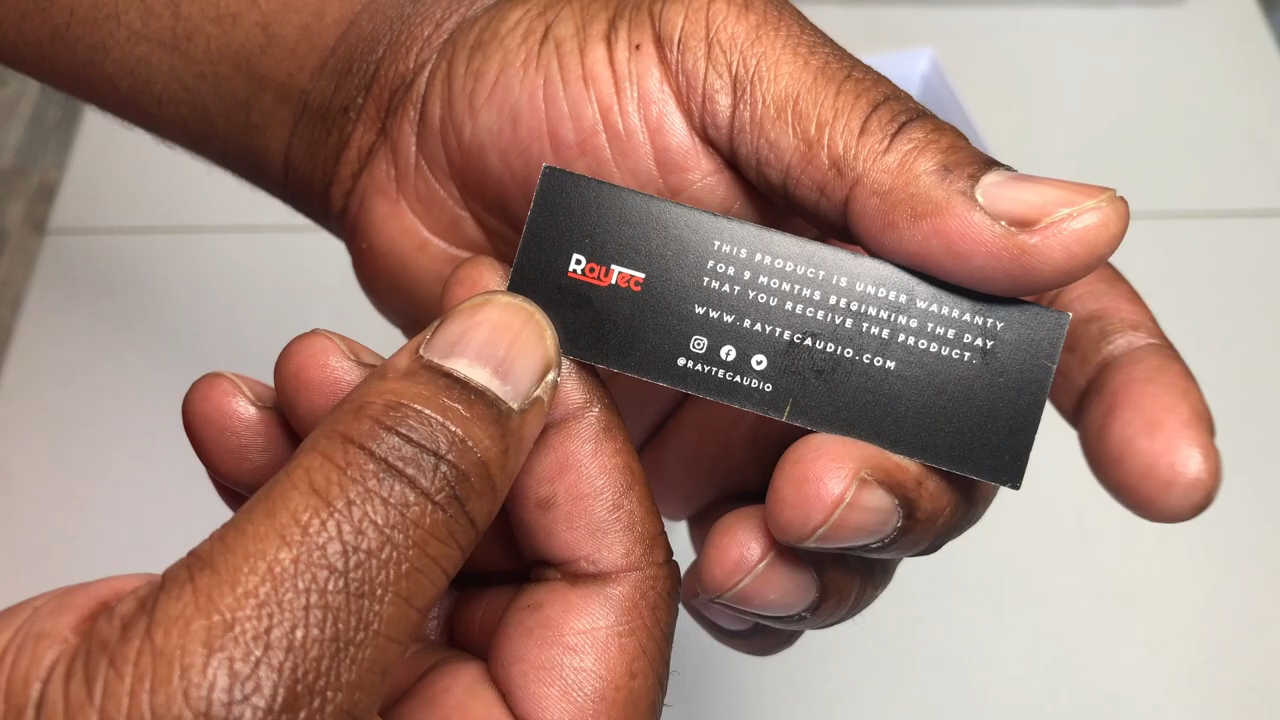 RayTec
THIS PRODUCT IS UNDER WARRANTY
FOR 9 MONTHS BEGINNING THE DAY
THAT YOU RECEIVE THE PRODUCT.
WWW.RAYTECAUDIO.COM
@RAYTECAUDIO